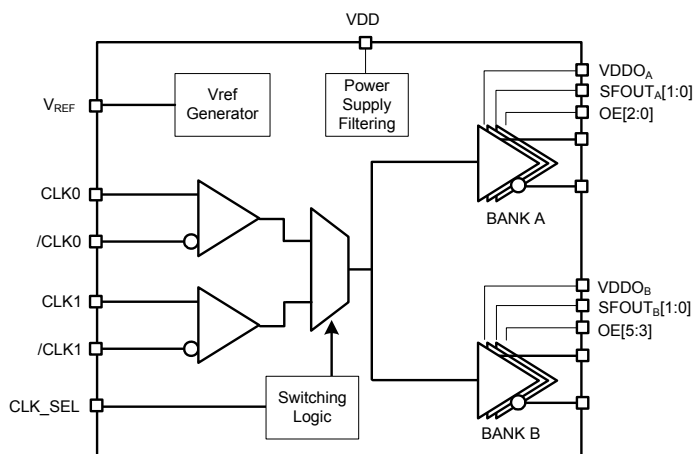 VDD
VREF
Vref
Generator
Power
Supply
Filtering
VDDOA
SFOUTA[1:0]
OE[2:0]
CLK0
/CLK0
BANK A
CLK1
/CLK1
VDDOB
SFOUTB[1:0]
OE[5:3]
CLK_SEL
Switching
Logic
BANK B